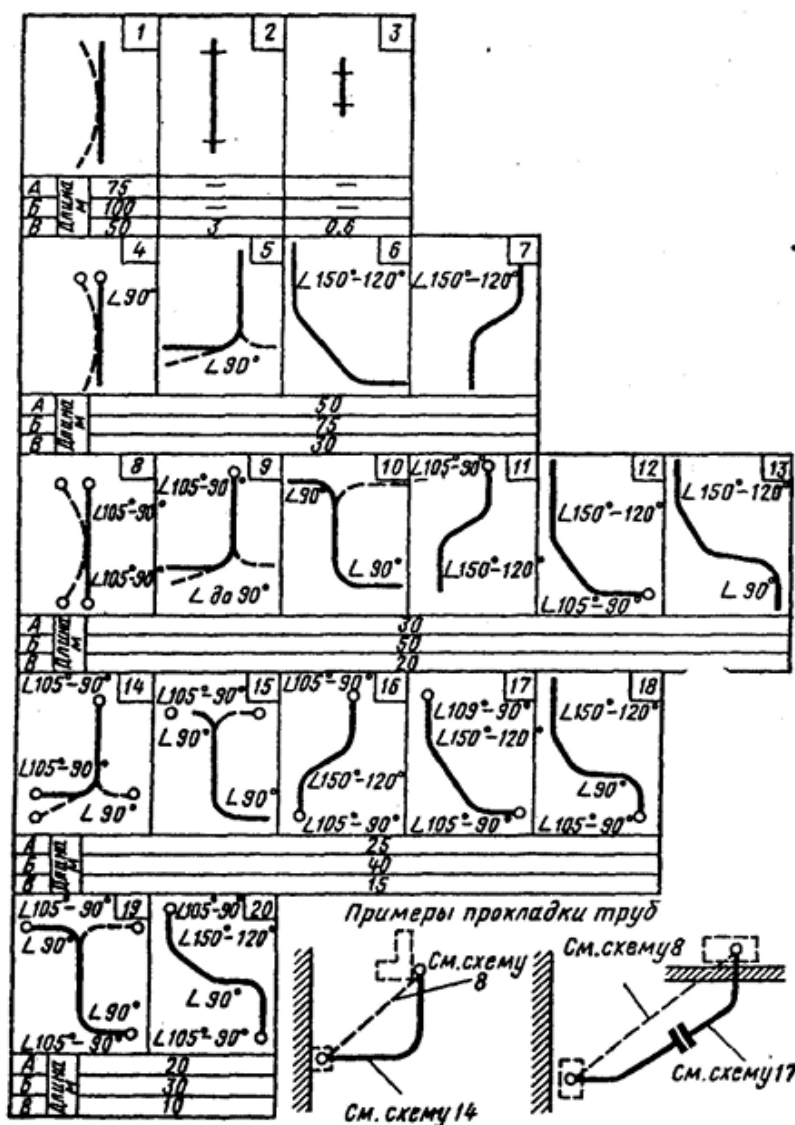 1 2 3
А Длина м 75 — —
Б 100 — —
В 50 3 0.6
4 5 6 7
∠90° ∠90° ∠150°-120° ∠150°-120°
А Длина м 50
Б 75
В 30
8 9 10 11 12 13
∠105°-90° ∠105°-90° ∠90° ∠105°-90° ∠150°-120° ∠150°-120°
∠105°-90° ∠до 90° ∠90° ∠150°-120° ∠105°-90° ∠90°
А Длина м 30
Б 50
В 20
14 15 16 17 18
∠105°-90° ∠105°-90° ∠105°-90° ∠109°-90° ∠150°-120°
∠105°-90° ∠90° ∠150°-120° ∠150°-120° ∠90°
∠90° ∠90° ∠105°-90° ∠105°-90° ∠105°-90°
А Длина м 25
Б 40
В 15
19 20
∠105°-90° ∠105°-90°
∠90° ∠150°-120°
∠90° ∠90°
∠105°-90° ∠105°-90°
А Длина м 20
Б 30
В 10
Примеры прокладки труб
См. схему 8
См. схему 14
См. схему 8
См. схему 17